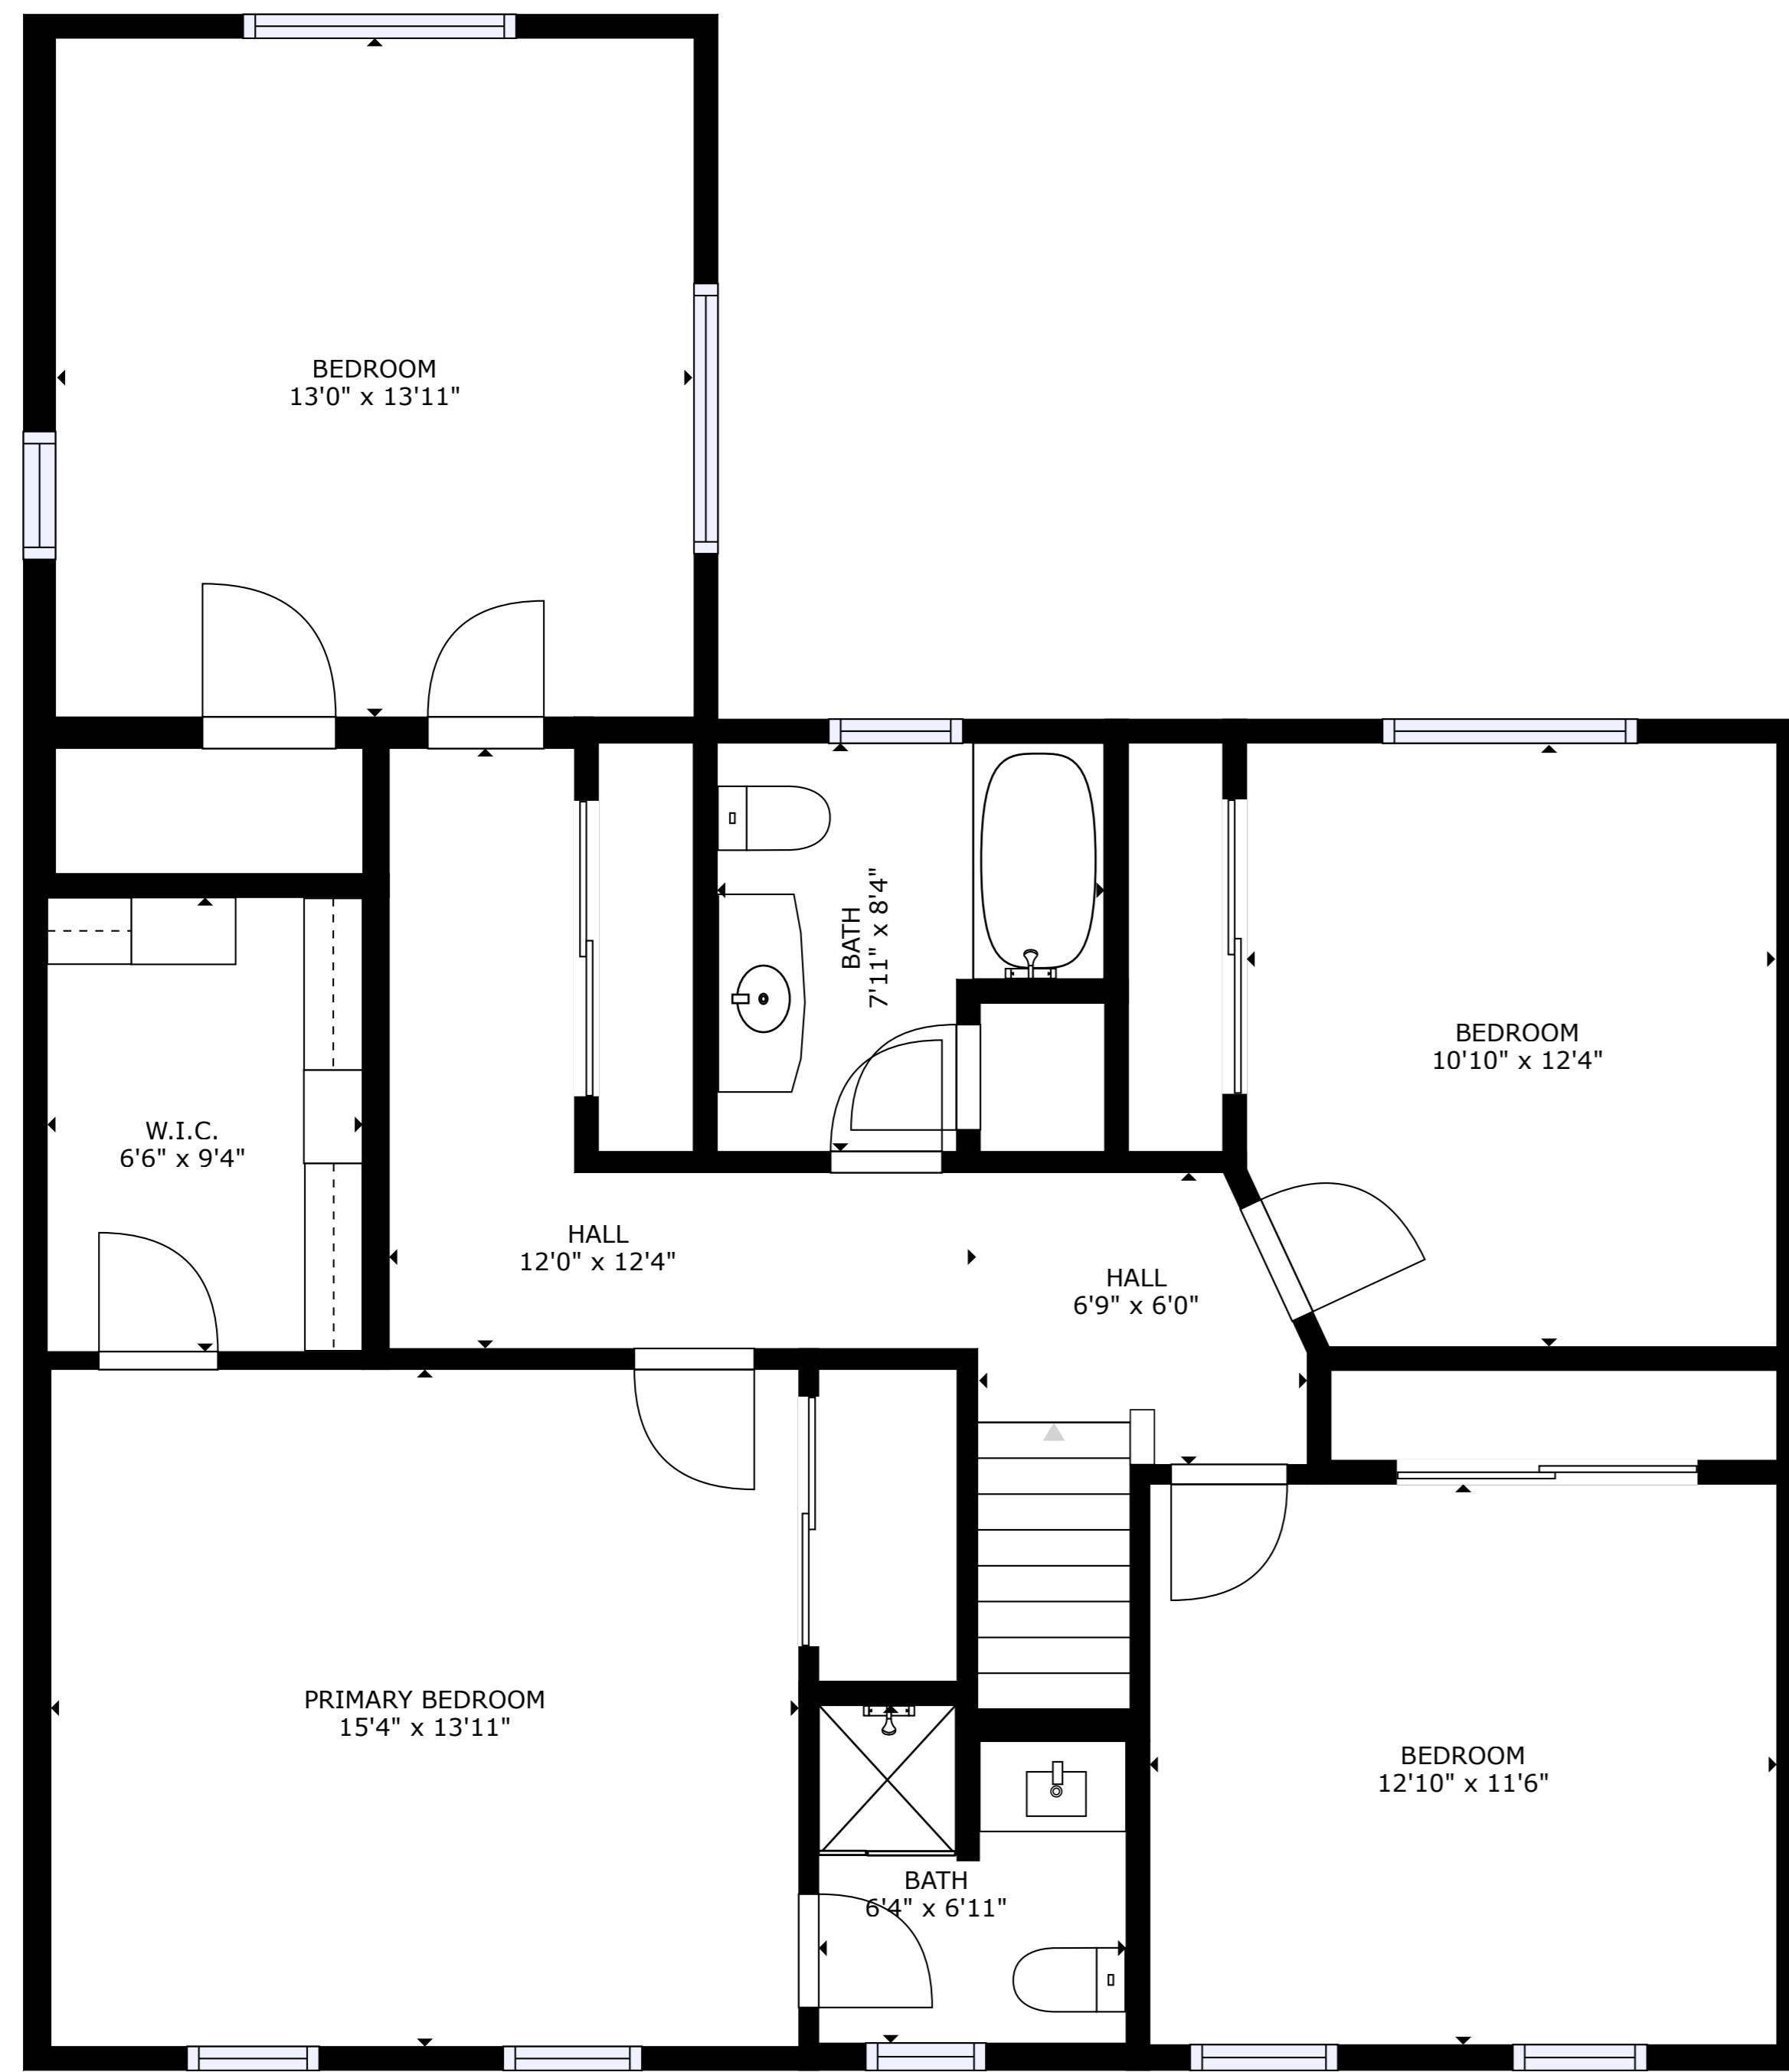 BEDROOM
13'0" x 13'11"
BATH
7'11" x 8'4"
BEDROOM
10'10" x 12'4"
W.I.C.
6'6" x 9'4"
HALL
12'0" x 12'4"
HALL
6'9" x 6'0"
PRIMARY BEDROOM
15'4" x 13'11"
BEDROOM
12'10" x 11'6"
BATH
6'4" x 6'11"